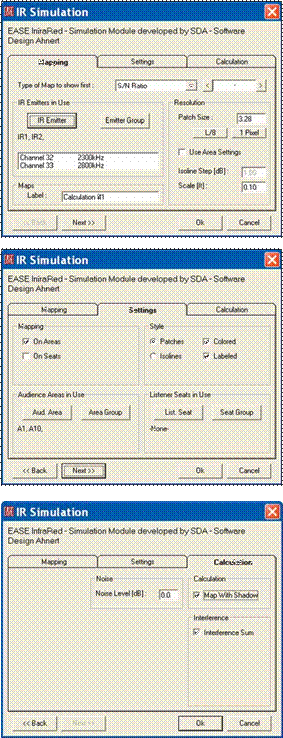 IR Simulation
EASE InfraRed - Simulation Module developed by SDA - Software
Design Ahnert
Mapping Settings Calculation
Type of Map to show first : S/N Ratio < - >
IR Emitters in Use
IR Emitter Emitter Group
IR1, IR2,
Channel 32 2300kHz
Channel 33 2800kHz
Maps
Label : Calculation #1
Resolution
Patch Size : 3.28
L/8 1 Pixel
Use Area Settings
Isoline Step [dB] : 1.00
Scale [ft] : 0.10
<< Back Next >> Ok Cancel
IR Simulation
EASE InfraRed - Simulation Module developed by SDA - Software
Design Ahnert
Mapping Settings Calculation
Mapping
On Areas
On Seats
Style
Patches Colored
Isolines Labeled
Audience Areas in Use
Aud. Area Area Group
A1, A10,
Listener Seats in Use
List. Seat Seat Group
-None-
<< Back Next >> Ok Cancel
IR Simulation
EASE InfraRed - Simulation Module developed by SDA - Software
Design Ahnert
Mapping Settings Calculation
Noise
Noise Level [dB] : 0.0
Calculation
Map With Shadow
Interference
Interference Sum
<< Back Next >> Ok Cancel